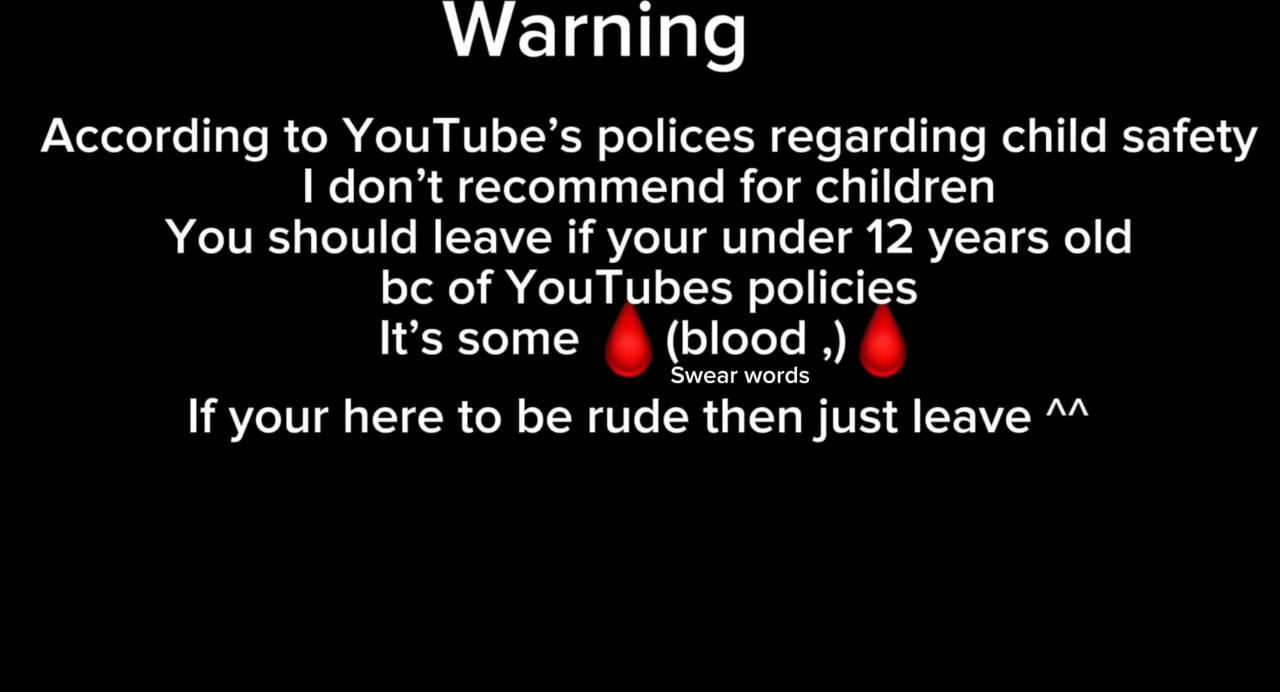 Warning
According to YouTube’s polices regarding child safety
I don’t recommend for children
You should leave if your under 12 years old
bc of YouTubes policies
It’s some 🩸(blood ,)🩸
Swear words
If your here to be rude then just leave ^^